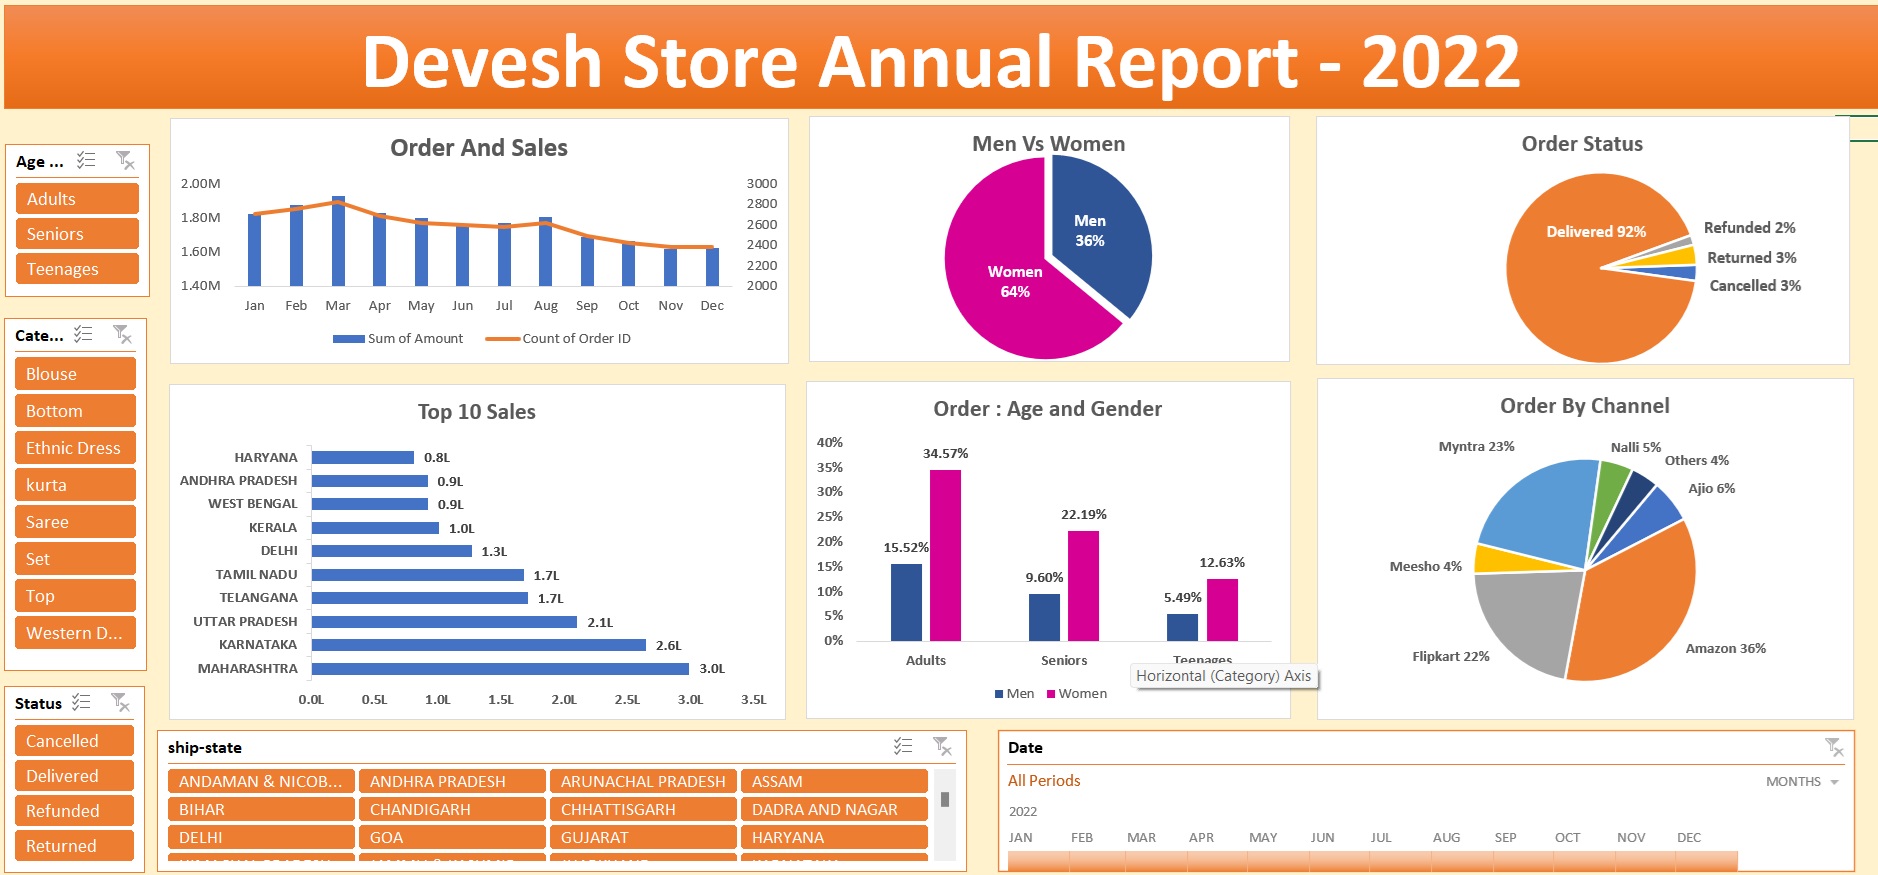 Devesh Store Annual Report - 2022
Age ...
Adults
Seniors
Teenages
Cate...
Blouse
Bottom
Ethnic Dress
kurta
Saree
Set
Top
Western D...
Status
Cancelled
Delivered
Refunded
Returned
Order And Sales
2.00M
1.80M
1.60M
1.40M
3000
2800
2600
2400
2200
2000
Jan Feb Mar Apr May Jun Jul Aug Sep Oct Nov Dec
Sum of Amount Count of Order ID
Men Vs Women
Men
36%
Women
64%
Order Status
Delivered 92%
Refunded 2%
Returned 3%
Cancelled 3%
Top 10 Sales
HARYANA 0.8L
ANDHRA PRADESH 0.9L
WEST BENGAL 0.9L
KERALA 1.0L
DELHI 1.3L
TAMIL NADU 1.7L
TELANGANA 1.7L
UTTAR PRADESH 2.1L
KARNATAKA 2.6L
MAHARASHTRA 3.0L
0.0L 0.5L 1.0L 1.5L 2.0L 2.5L 3.0L 3.5L
Order : Age and Gender
40%
35%
30%
25%
20%
15%
10%
5%
0%
15.52% 34.57%
9.60% 22.19%
5.49% 12.63%
Adults Seniors Teenages
Horizontal (Category) Axis
Men Women
Order By Channel
Myntra 23%
Nalli 5%
Others 4%
Ajio 6%
Meesho 4%
Flipkart 22%
Amazon 36%
ship-state
ANDAMAN & NICOB... ANDHRA PRADESH ARUNACHAL PRADESH ASSAM
BIHAR CHANDIGARH CHHATTISGARH DADRA AND NAGAR
DELHI GOA GUJARAT HARYANA
Date
All Periods MONTHS
2022
JAN FEB MAR APR MAY JUN JUL AUG SEP OCT NOV DEC